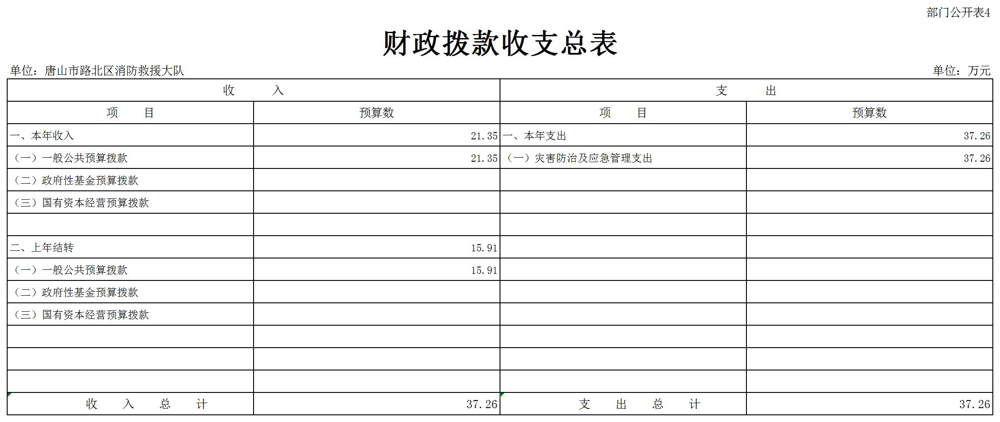 部门公开表4
财政拨款收支总表
单位：唐山市路北区消防救援大队 单位：万元
收 入 支 出
项 目 预算数 项 目 预算数
一、本年收入 21.35 一、本年支出 37.26
（一）一般公共预算拨款 21.35 （一）灾害防治及应急管理支出 37.26
（二）政府性基金预算拨款
（三）国有资本经营预算拨款
二、上年结转 15.91
（一）一般公共预算拨款 15.91
（二）政府性基金预算拨款
（三）国有资本经营预算拨款
收 入 总 计 37.26 支 出 总 计 37.26